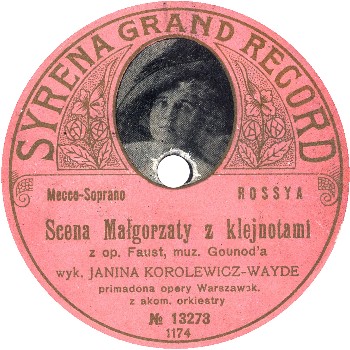 SYRENA GRAND RECORD
Mecco-Soprano ROSSYA
Scena Małgorzaty z klejnotami
z op. Faust, muz. Gounod'a
wyk. JANINA KOROLEWICZ-WAYDE
primadona opery Warszawsk.
z akom. orkiestry
№ 13273
1174